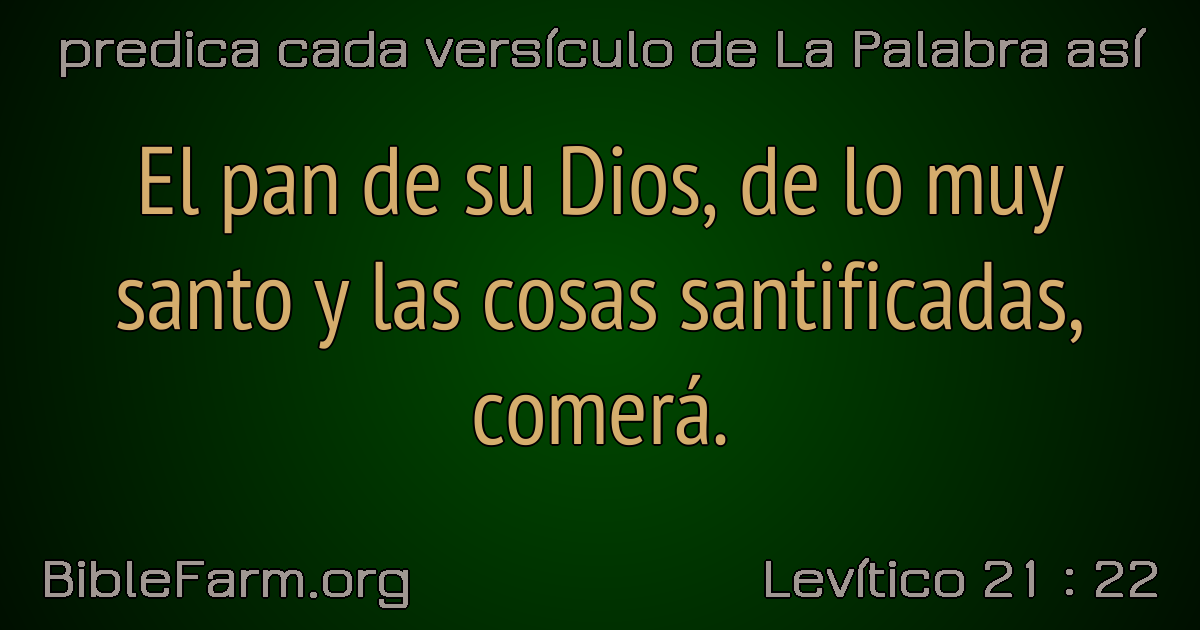 predica cada versículo de La Palabra así
El pan de su Dios, de lo muy
santo y las cosas santificadas,
comerá.
BibleFarm.org
Levítico 21 : 22